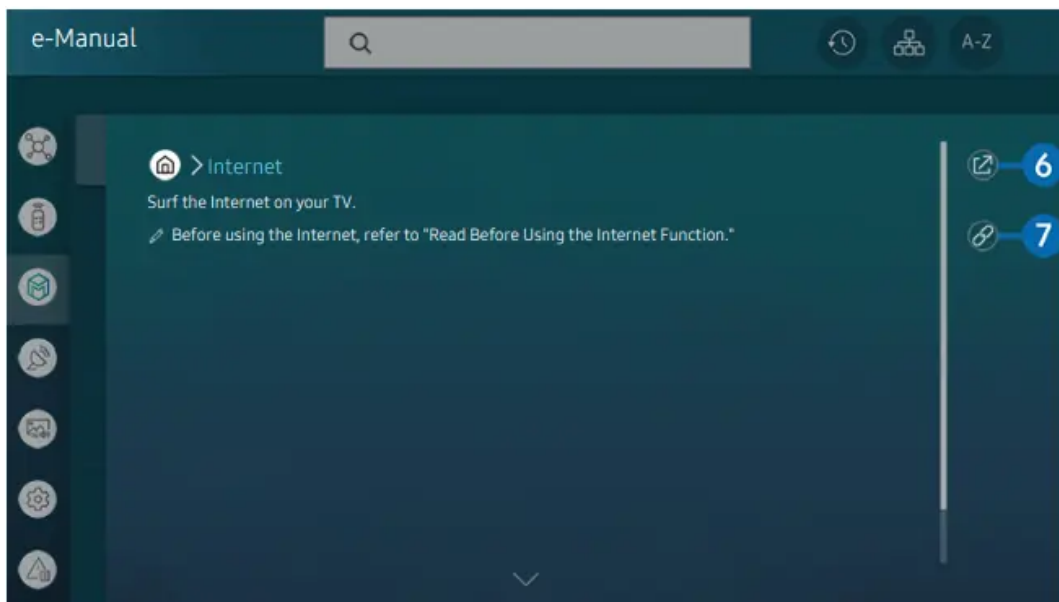 e-Manual
A-Z
Internet
Surf the Internet on your TV.
Before using the Internet, refer to "Read Before Using the Internet Function."
6
7